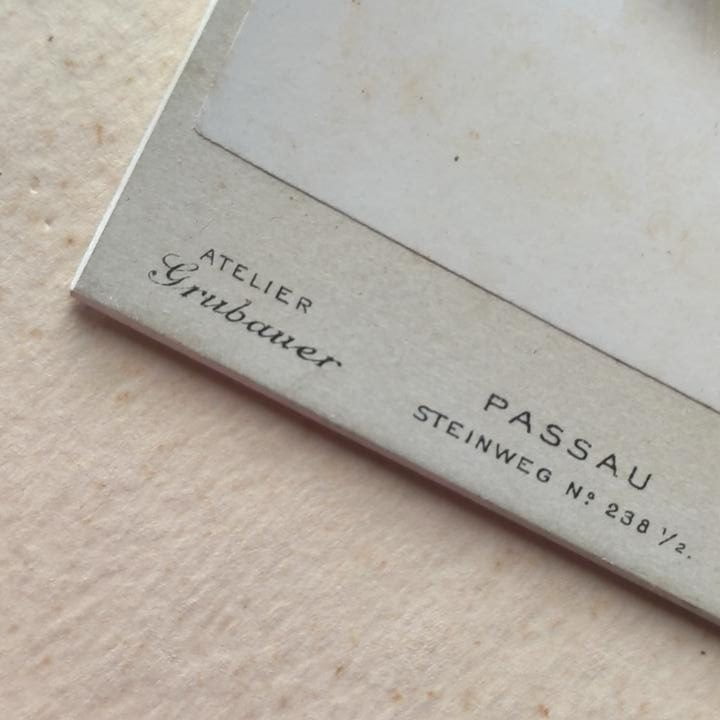 ATELIER
Grubauer
PASSAU
STEINWEG Nº 238 1/2.